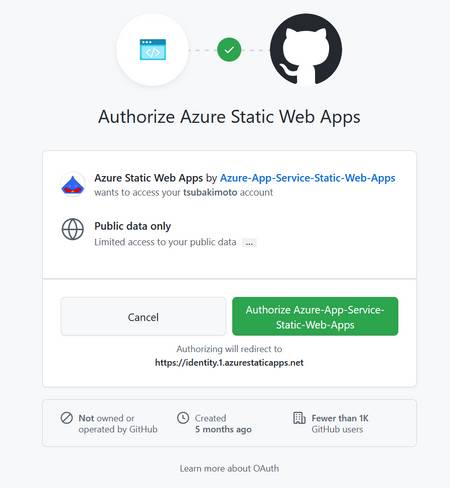 Authorize Azure Static Web Apps
Azure Static Web Apps by Azure-App-Service-Static-Web-Apps
wants to access your tsubakimoto account
Public data only
Limited access to your public data ...
Cancel
Authorize Azure-App-Service-
Static-Web-Apps
Authorizing will redirect to
https://identity.1.azurestaticapps.net
Not owned or
operated by GitHub
Created
5 months ago
Fewer than 1K
GitHub users
Learn more about OAuth